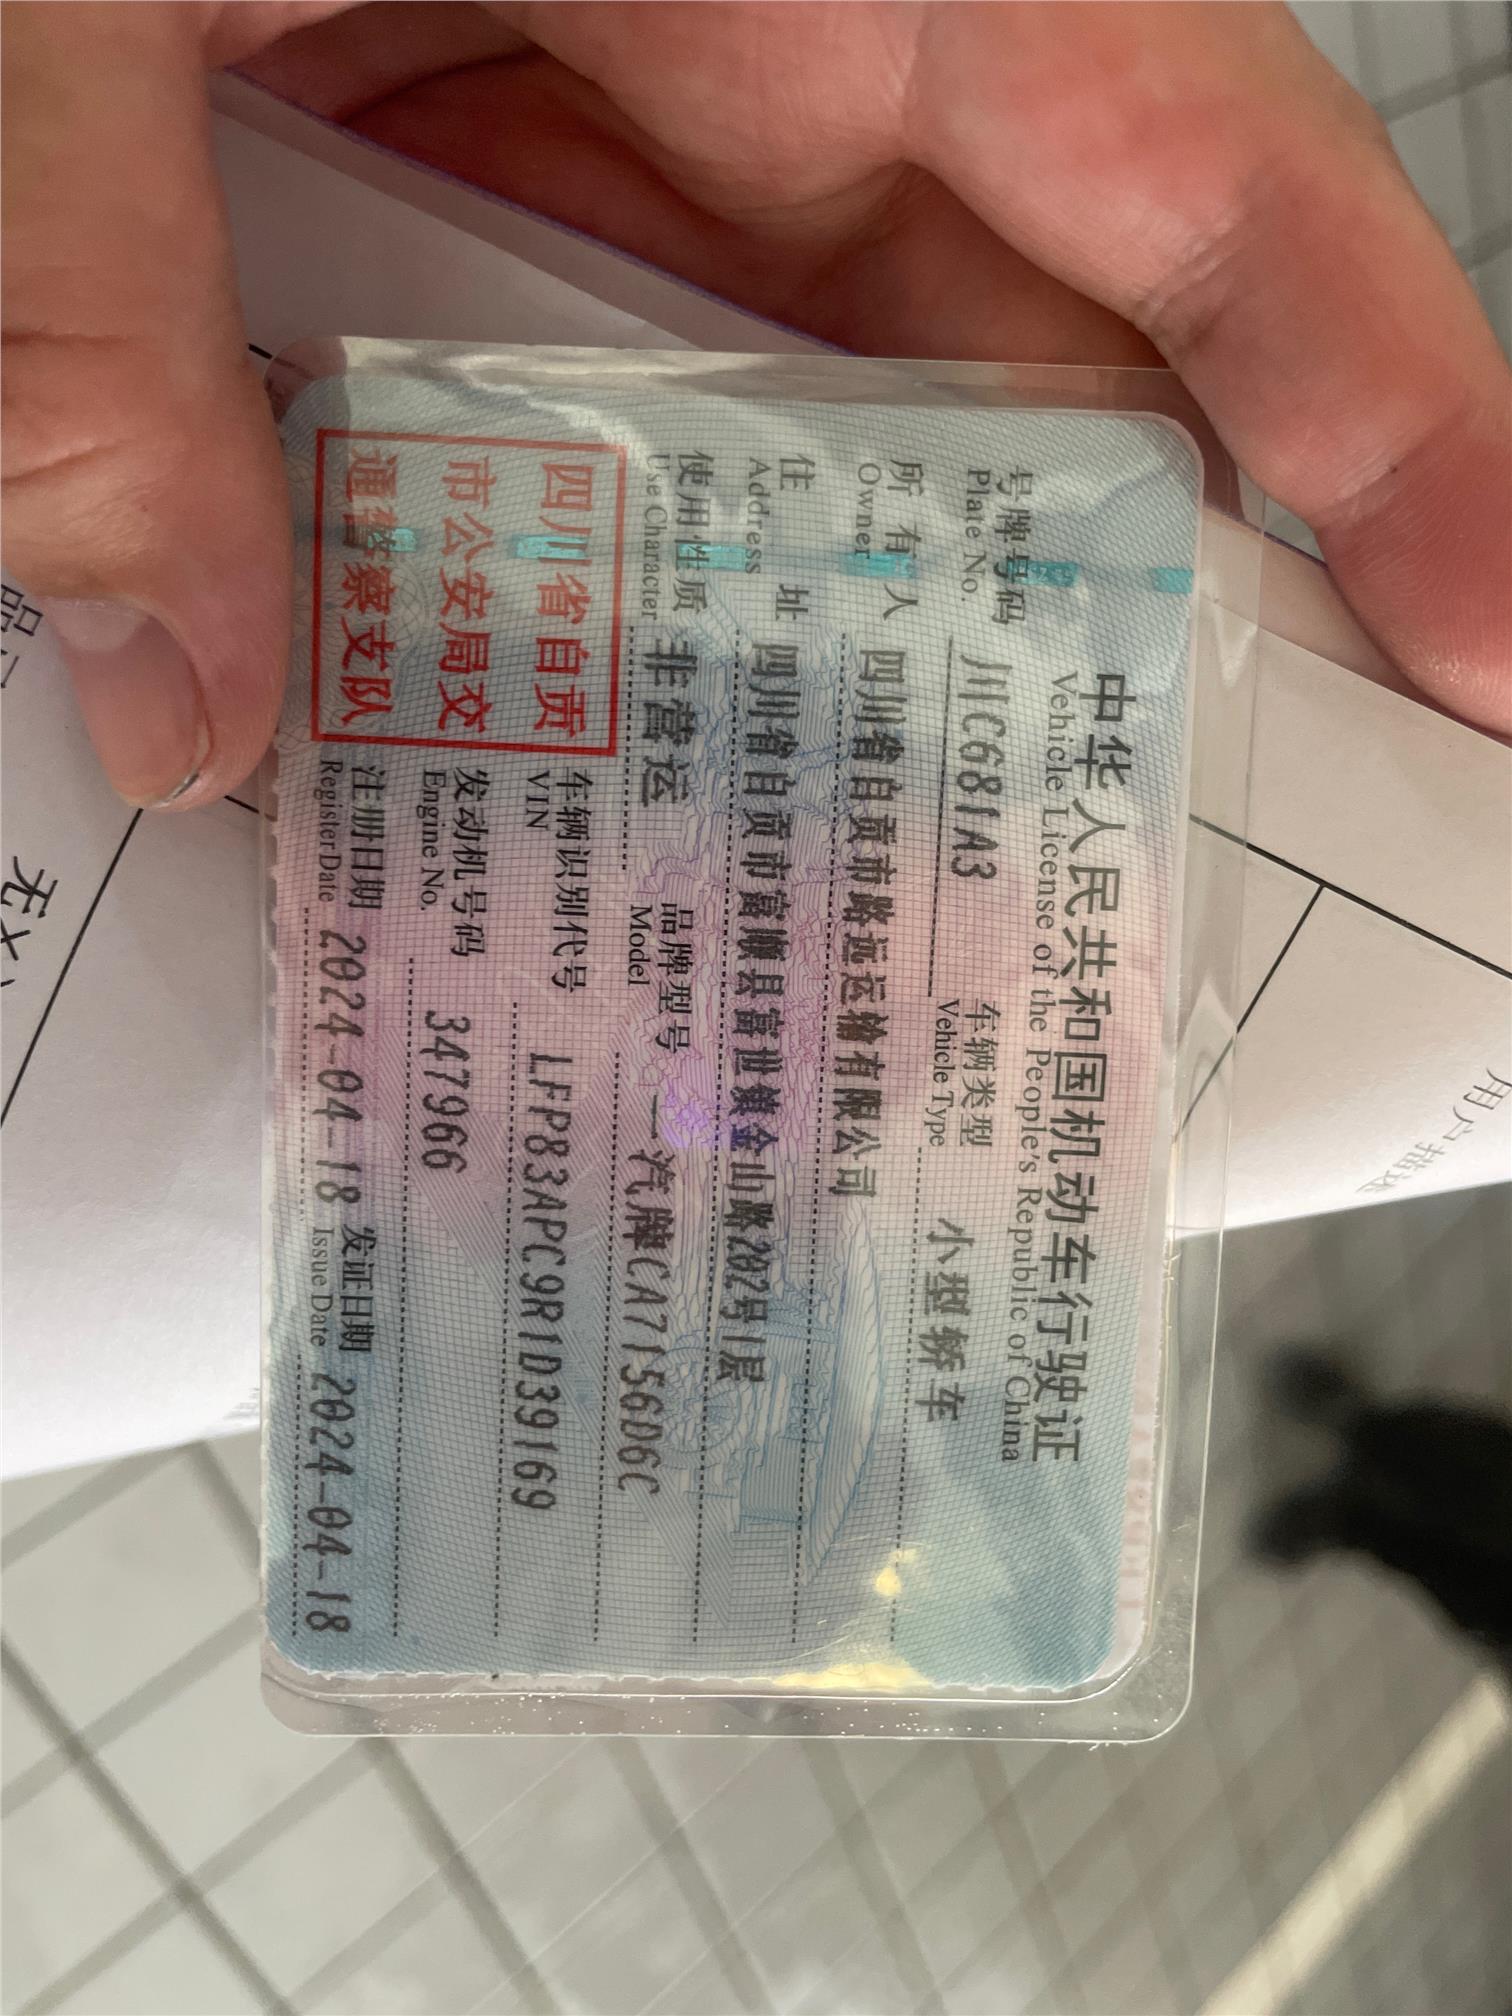 中华人民共和国机动车行驶证
Vehicle License of the People's Republic of China
号牌号码 川C681A3 车辆类型 小型轿车
Plate No. Vehicle Type
所有人 四川省自贡市路远运输有限公司
Owner
住址 四川省自贡市富顺县富世镇金山路202号1层
Address
使用性质 非营运 品牌型号 一汽牌CA7156D6C
Use Character Model
四川省自贡
市公安局交
通警察支队
车辆识别代号 LFP83APC9R1D39169
VIN
发动机号码 347966
Engine No.
注册日期 2024-04-18 发证日期 2024-04-18
Register Date Issue Date
用户描述